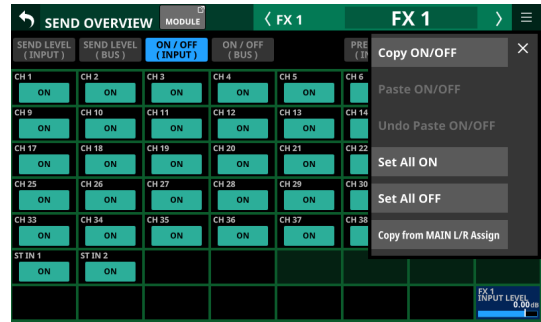 SEND OVERVIEW MODULE FX 1 FX 1
SEND LEVEL (INPUT) SEND LEVEL (BUS) ON / OFF (INPUT) ON / OFF (BUS) PRE
Copy ON/OFF
Paste ON/OFF
Undo Paste ON/OFF
Set All ON
Set All OFF
Copy from MAIN L/R Assign
CH 1 CH 2 CH 3 CH 4 CH 5 CH 6
ON ON ON ON ON
CH 9 CH 10 CH 11 CH 12 CH 13 CH 14
ON ON ON ON ON
CH 17 CH 18 CH 19 CH 20 CH 21 CH 22
ON ON ON ON ON
CH 25 CH 26 CH 27 CH 28 CH 29 CH 30
ON ON ON ON ON
CH 33 CH 34 CH 35 CH 36 CH 37 CH 38
ON ON ON ON ON
ST IN 1 ST IN 2
ON ON
FX 1
INPUT LEVEL
0.00 dB